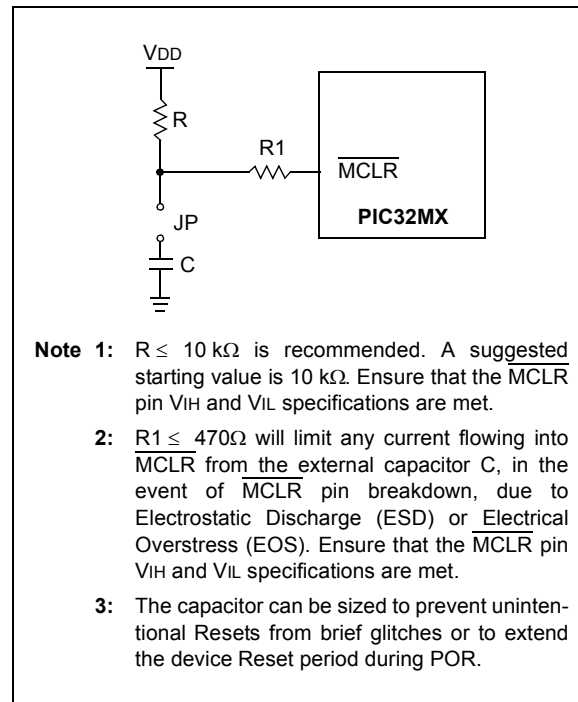 VDD
R
R1
MCLR
PIC32MX
JP
C
Note 1: R ≤ 10 kΩ is recommended. A suggested
starting value is 10 kΩ. Ensure that the MCLR
pin VIH and VIL specifications are met.
2: R1 ≤ 470Ω will limit any current flowing into
MCLR from the external capacitor C, in the
event of MCLR pin breakdown, due to
Electrostatic Discharge (ESD) or Electrical
Overstress (EOS). Ensure that the MCLR pin
VIH and VIL specifications are met.
3: The capacitor can be sized to prevent uninten-
tional Resets from brief glitches or to extend
the device Reset period during POR.